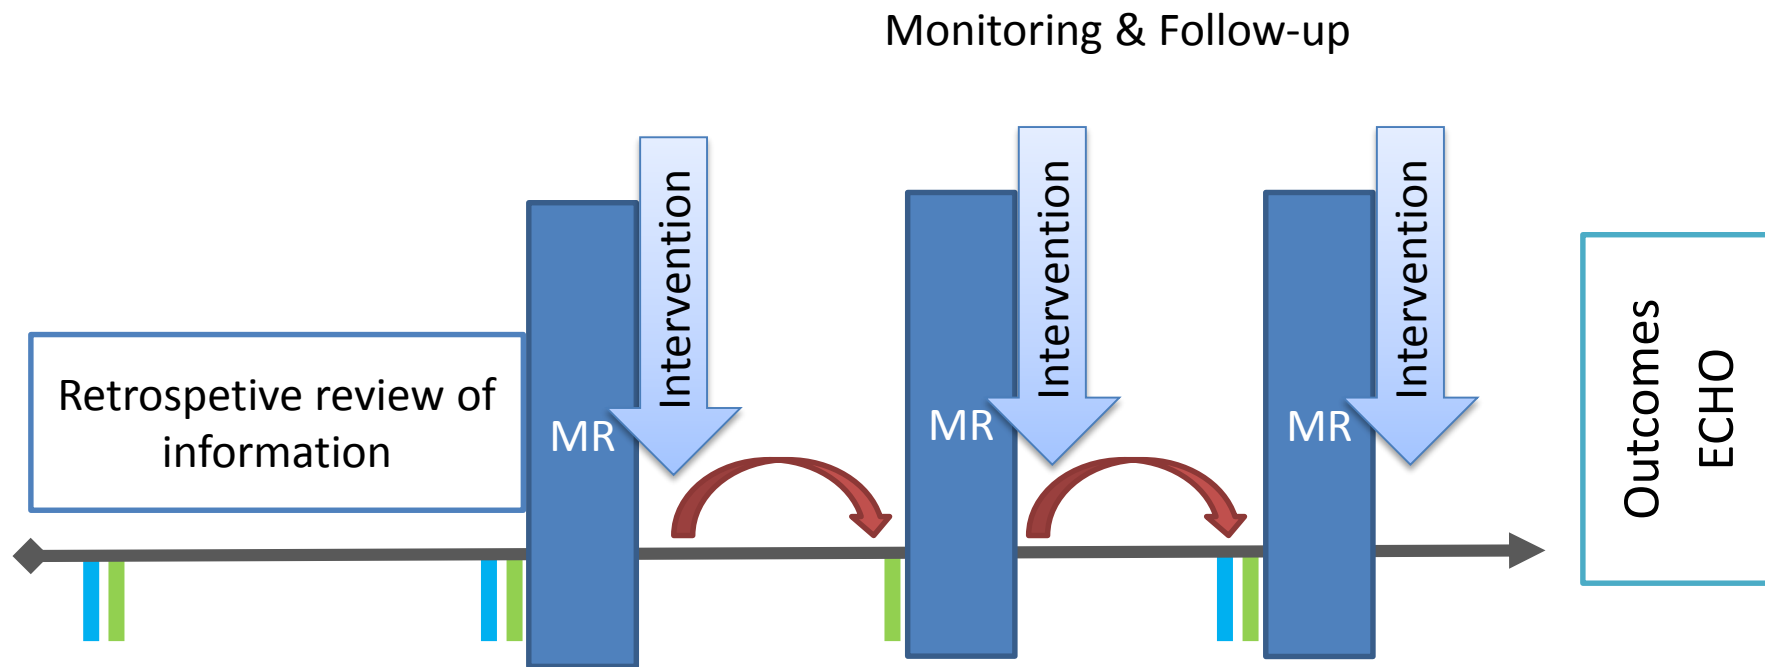 Monitoring & Follow-up
Retrospetive review of
information
MR
Intervention
MR
Intervention
MR
Intervention
Outcomes
ECHO